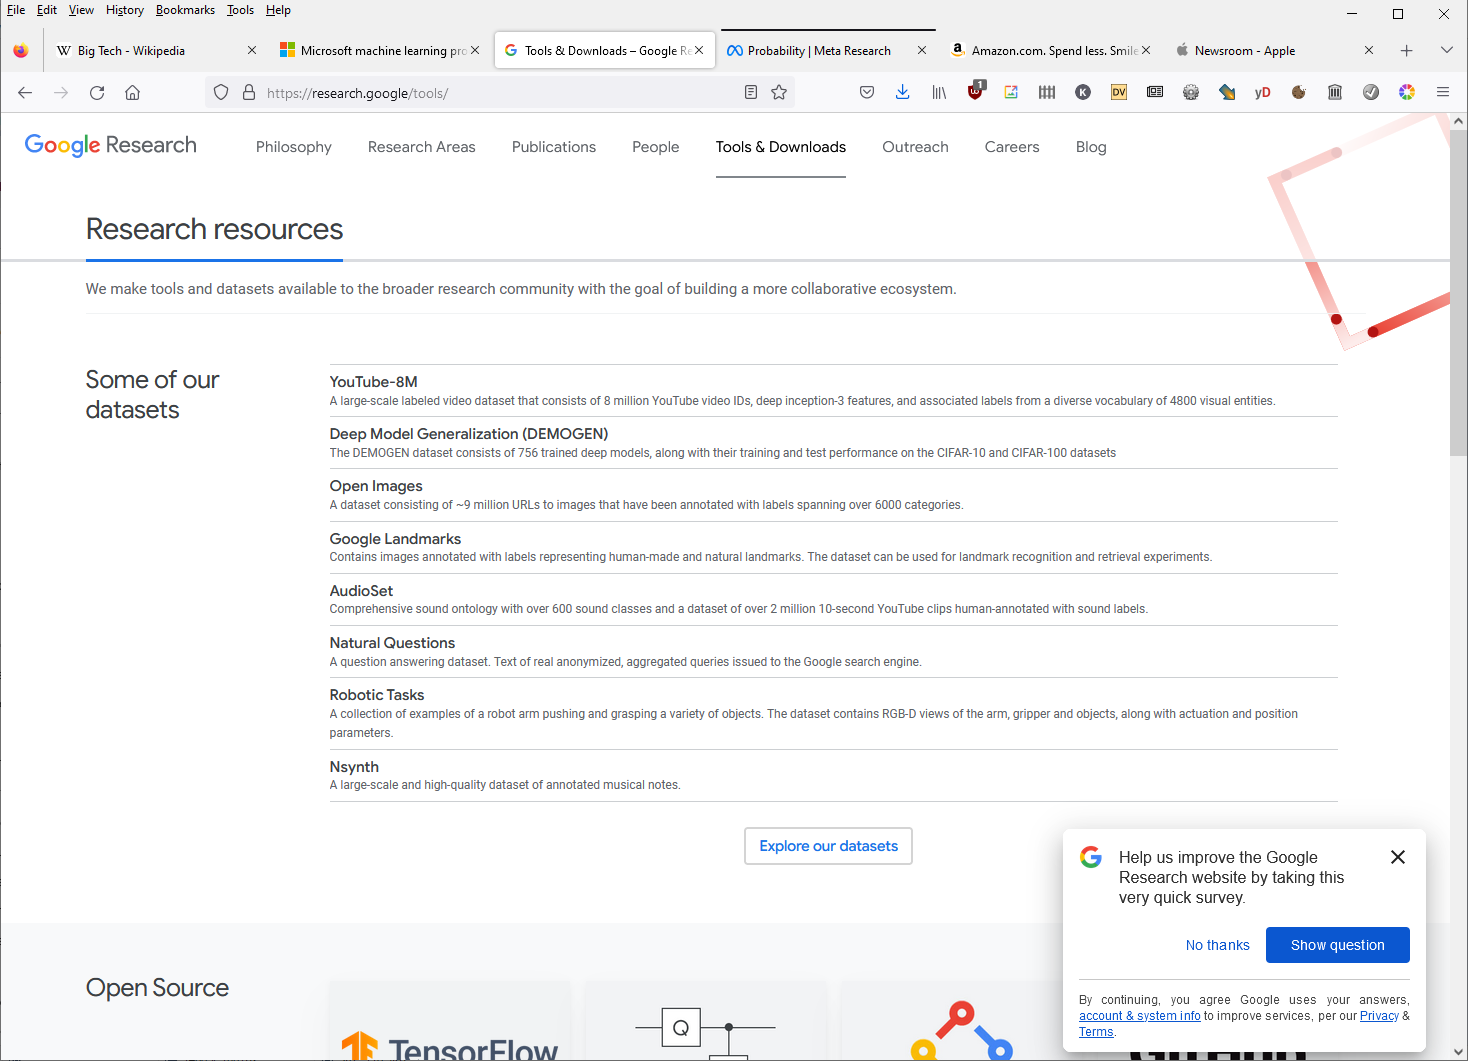 File Edit View History Bookmarks Tools Help
Big Tech - Wikipedia
Microsoft machine learning pro
Tools & Downloads – Google Re
Probability | Meta Research
Amazon.com. Spend less. Smile
Newsroom - Apple
https://research.google/tools/
1
K
DV
yD
Google Research
Philosophy
Research Areas
Publications
People
Tools & Downloads
Outreach
Careers
Blog
Research resources
We make tools and datasets available to the broader research community with the goal of building a more collaborative ecosystem.
Some of our
datasets
YouTube-8M
A large-scale labeled video dataset that consists of 8 million YouTube video IDs, deep inception-3 features, and associated labels from a diverse vocabulary of 4800 visual entities.
Deep Model Generalization (DEMOGEN)
The DEMOGEN dataset consists of 756 trained deep models, along with their training and test performance on the CIFAR-10 and CIFAR-100 datasets
Open Images
A dataset consisting of ~9 million URLs to images that have been annotated with labels spanning over 6000 categories.
Google Landmarks
Contains images annotated with labels representing human-made and natural landmarks. The dataset can be used for landmark recognition and retrieval experiments.
AudioSet
Comprehensive sound ontology with over 600 sound classes and a dataset of over 2 million 10-second YouTube clips human-annotated with sound labels.
Natural Questions
A question answering dataset. Text of real anonymized, aggregated queries issued to the Google search engine.
Robotic Tasks
A collection of examples of a robot arm pushing and grasping a variety of objects. The dataset contains RGB-D views of the arm, gripper and objects, along with actuation and position
parameters.
Nsynth
A large-scale and high-quality dataset of annotated musical notes.
Explore our datasets
Help us improve the Google
Research website by taking this
very quick survey.
No thanks
Show question
By continuing, you agree Google uses your answers,
account & system info to improve services, per our Privacy &
Terms.
Open Source
TensorFlow
Q